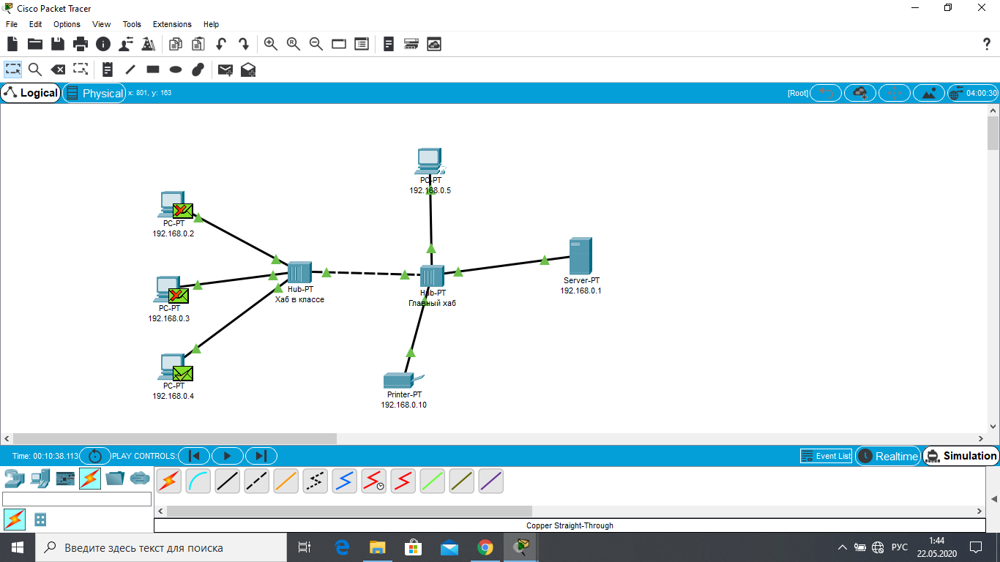 Cisco Packet Tracer
File Edit Options View Tools Extensions Help
Logical Physical x: 801, y: 163 [Root] 04:00:30
PC-PT
192.168.0.5
PC-PT
192.168.0.2
Hub-PT
Хаб в классе
Hub-PT
Главный хаб
Server-PT
192.168.0.1
PC-PT
192.168.0.3
PC-PT
192.168.0.4
Printer-PT
192.168.0.10
Time: 00:10:38.113 PLAY CONTROLS: Event List Realtime Simulation
Copper Straight-Through
Введите здесь текст для поиска
РУС
1:44
22.05.2020